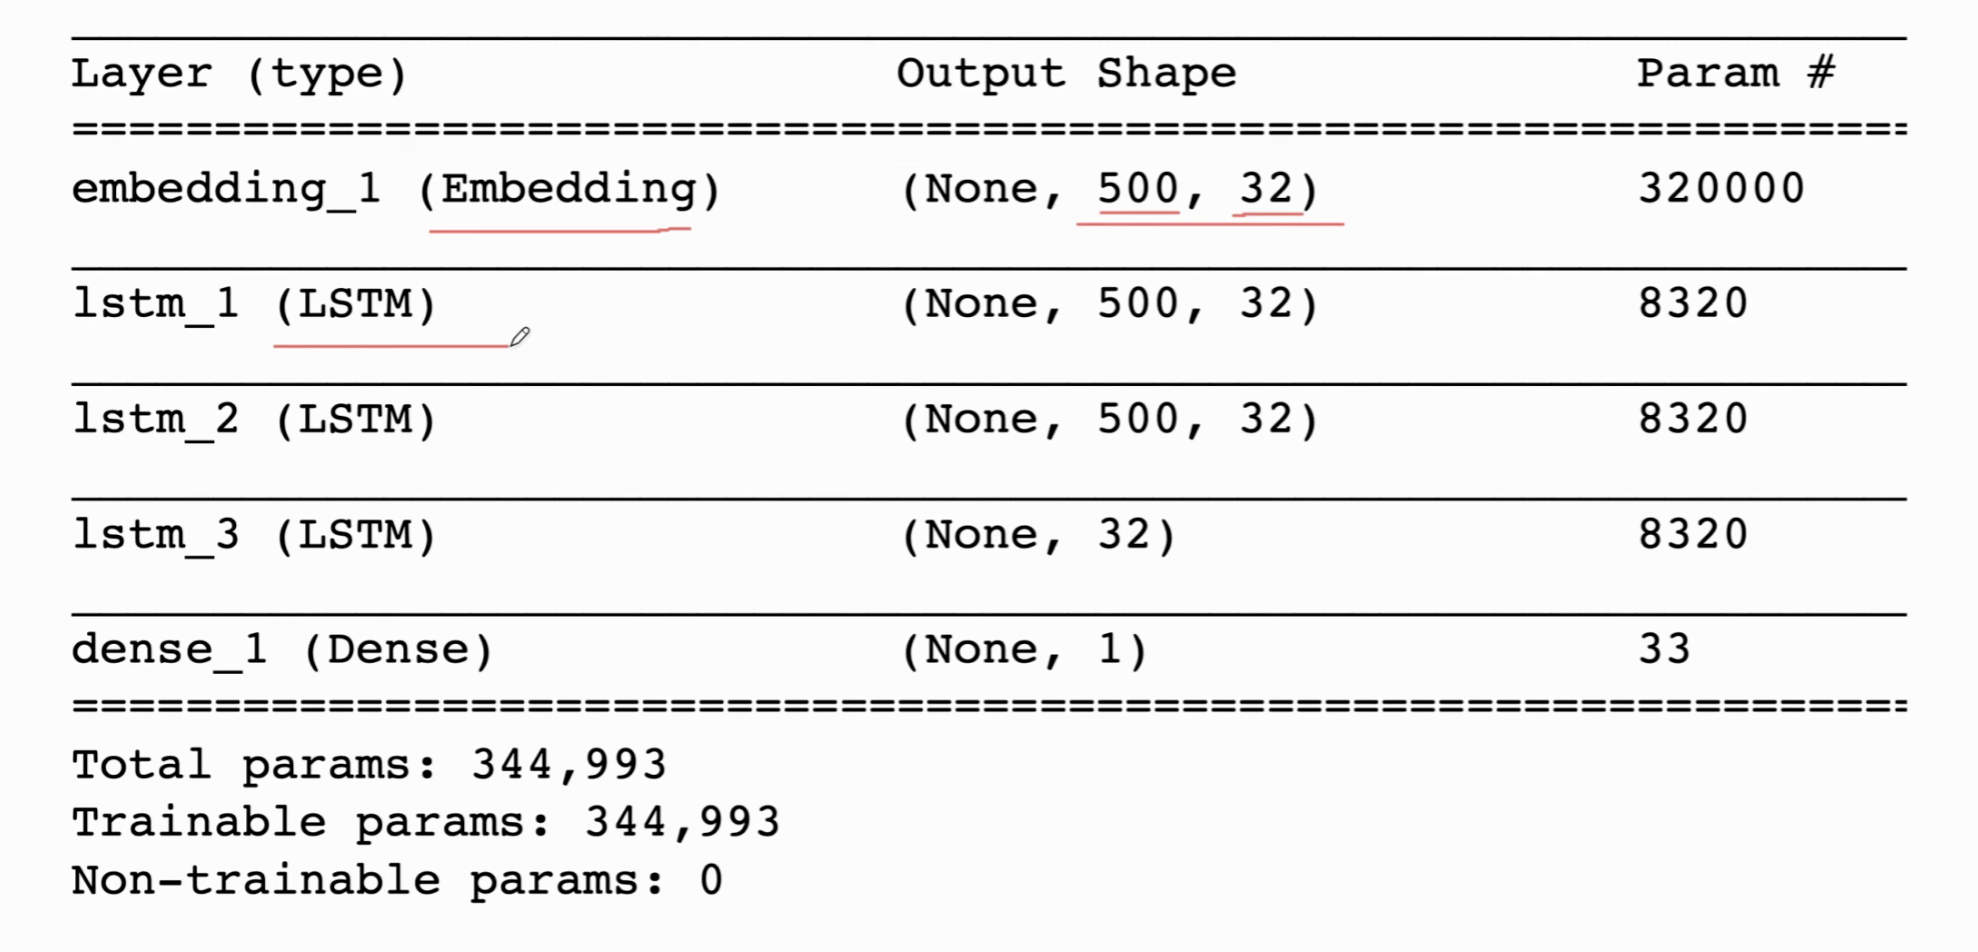 Layer (type) Output Shape Param #
=================================================================
embedding_1 (Embedding) (None, 500, 32) 320000
lstm_1 (LSTM) (None, 500, 32) 8320
lstm_2 (LSTM) (None, 500, 32) 8320
lstm_3 (LSTM) (None, 32) 8320
dense_1 (Dense) (None, 1) 33
=================================================================
Total params: 344,993
Trainable params: 344,993
Non-trainable params: 0